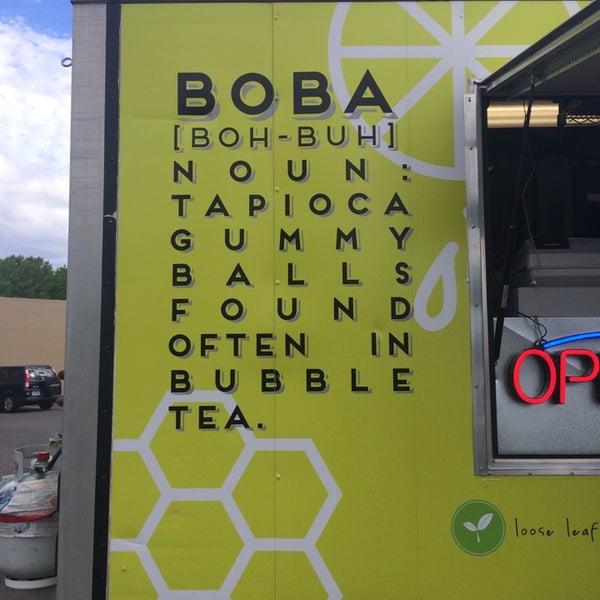 BOBA
[BOH-BUH]
NOUN:
TAPIOCA
GUMMY
BALLS
FOUND
OFTEN IN
BUBBLE
TEA.
OP
loose leaf